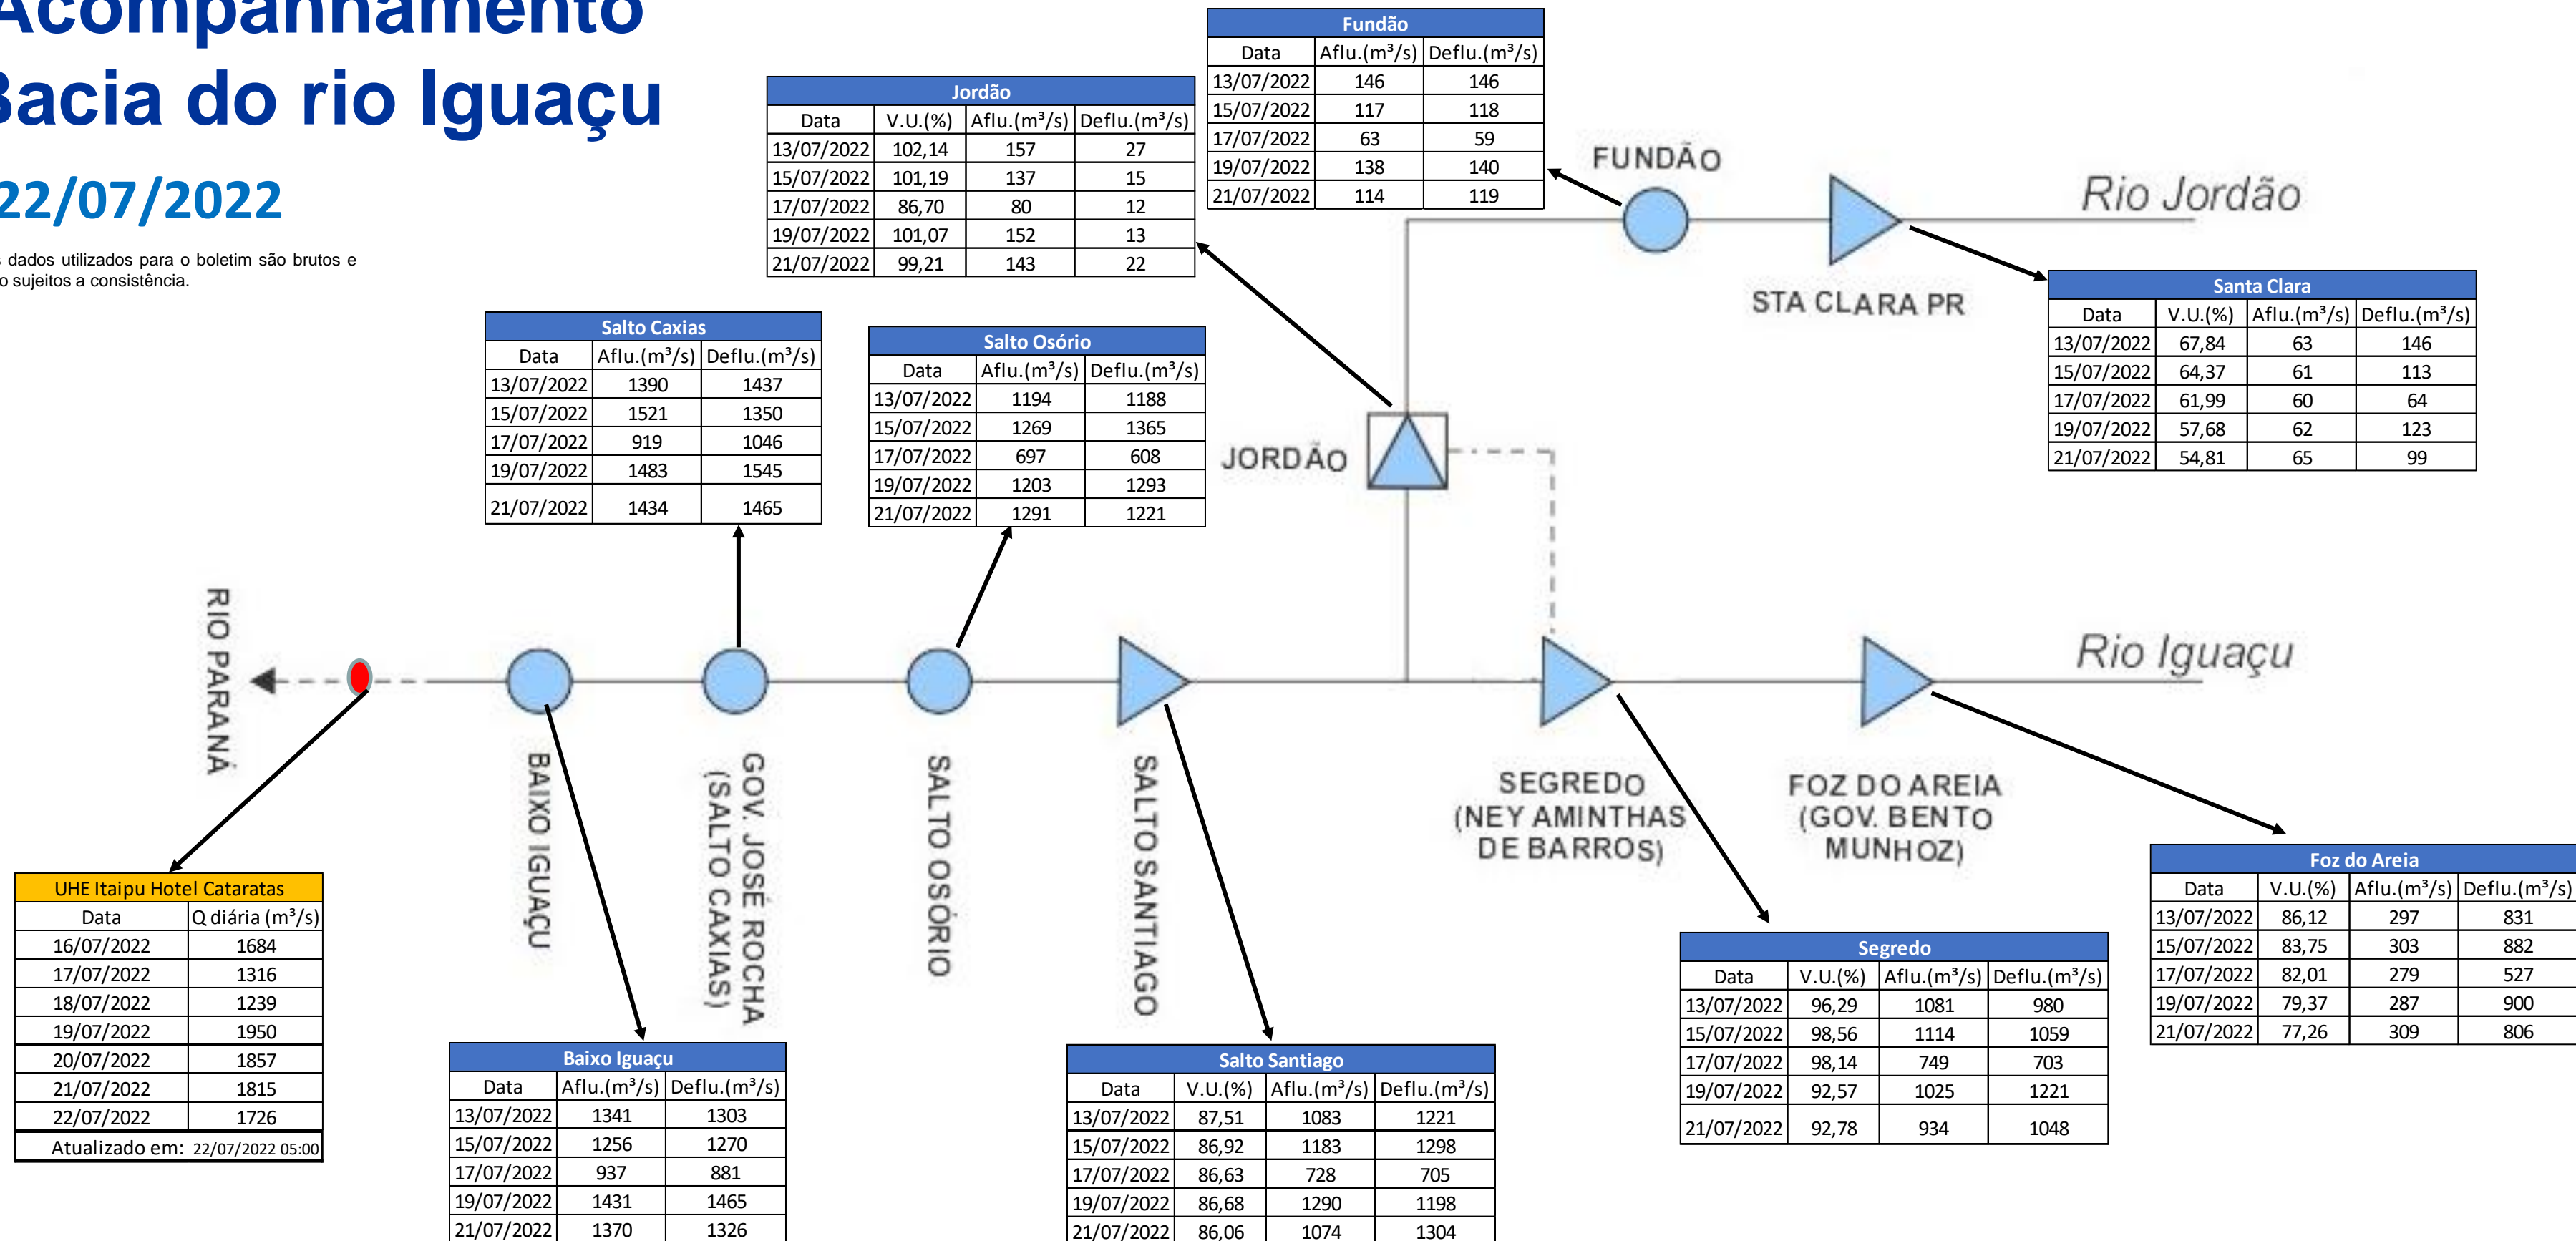 Acompanhamento
Bacia do rio Iguaçu
22/07/2022
s dados utilizados para o boletim são brutos e
o sujeitos a consistência.
Fundão
Data Aflu.(m³/s) Deflu.(m³/s)
13/07/2022 146 146
15/07/2022 117 118
17/07/2022 63 59
19/07/2022 138 140
21/07/2022 114 119
Jordão
Data V.U.(%) Aflu.(m³/s) Deflu.(m³/s)
13/07/2022 102,14 157 27
15/07/2022 101,19 137 15
17/07/2022 86,70 80 12
19/07/2022 101,07 152 13
21/07/2022 99,21 143 22
FUNDÃO
Rio Jordão
STA CLARA PR
Santa Clara
Data V.U.(%) Aflu.(m³/s) Deflu.(m³/s)
13/07/2022 67,84 63 146
15/07/2022 64,37 61 113
17/07/2022 61,99 60 64
19/07/2022 57,68 62 123
21/07/2022 54,81 65 99
Salto Caxias
Data Aflu.(m³/s) Deflu.(m³/s)
13/07/2022 1390 1437
15/07/2022 1521 1350
17/07/2022 919 1046
19/07/2022 1483 1545
21/07/2022 1434 1465
Salto Osório
Data Aflu.(m³/s) Deflu.(m³/s)
13/07/2022 1194 1188
15/07/2022 1269 1365
17/07/2022 697 608
19/07/2022 1203 1293
21/07/2022 1291 1221
JORDÃO
RIO PARANÁ
Rio Iguaçu
BAIXO IGUAÇU
GOV. JOSÉ ROCHA
(SALTO CAXIAS)
SALTO OSÓRIO
SALTO SANTIAGO
SEGREDO
(NEY AMINTHAS
DE BARROS)
FOZ DO AREIA
(GOV. BENTO
MUNHOZ)
UHE Itaipu Hotel Cataratas
Data Q diária (m³/s)
16/07/2022 1684
17/07/2022 1316
18/07/2022 1239
19/07/2022 1950
20/07/2022 1857
21/07/2022 1815
22/07/2022 1726
Atualizado em: 22/07/2022 05:00
Baixo Iguaçu
Data Aflu.(m³/s) Deflu.(m³/s)
13/07/2022 1341 1303
15/07/2022 1256 1270
17/07/2022 937 881
19/07/2022 1431 1465
21/07/2022 1370 1326
Salto Santiago
Data V.U.(%) Aflu.(m³/s) Deflu.(m³/s)
13/07/2022 87,51 1083 1221
15/07/2022 86,92 1183 1298
17/07/2022 86,63 728 705
19/07/2022 86,68 1290 1198
21/07/2022 86,06 1074 1304
Segredo
Data V.U.(%) Aflu.(m³/s) Deflu.(m³/s)
13/07/2022 96,29 1081 980
15/07/2022 98,56 1114 1059
17/07/2022 98,14 749 703
19/07/2022 92,57 1025 1221
21/07/2022 92,78 934 1048
Foz do Areia
Data V.U.(%) Aflu.(m³/s) Deflu.(m³/s)
13/07/2022 86,12 297 831
15/07/2022 83,75 303 882
17/07/2022 82,01 279 527
19/07/2022 79,37 287 900
21/07/2022 77,26 309 806